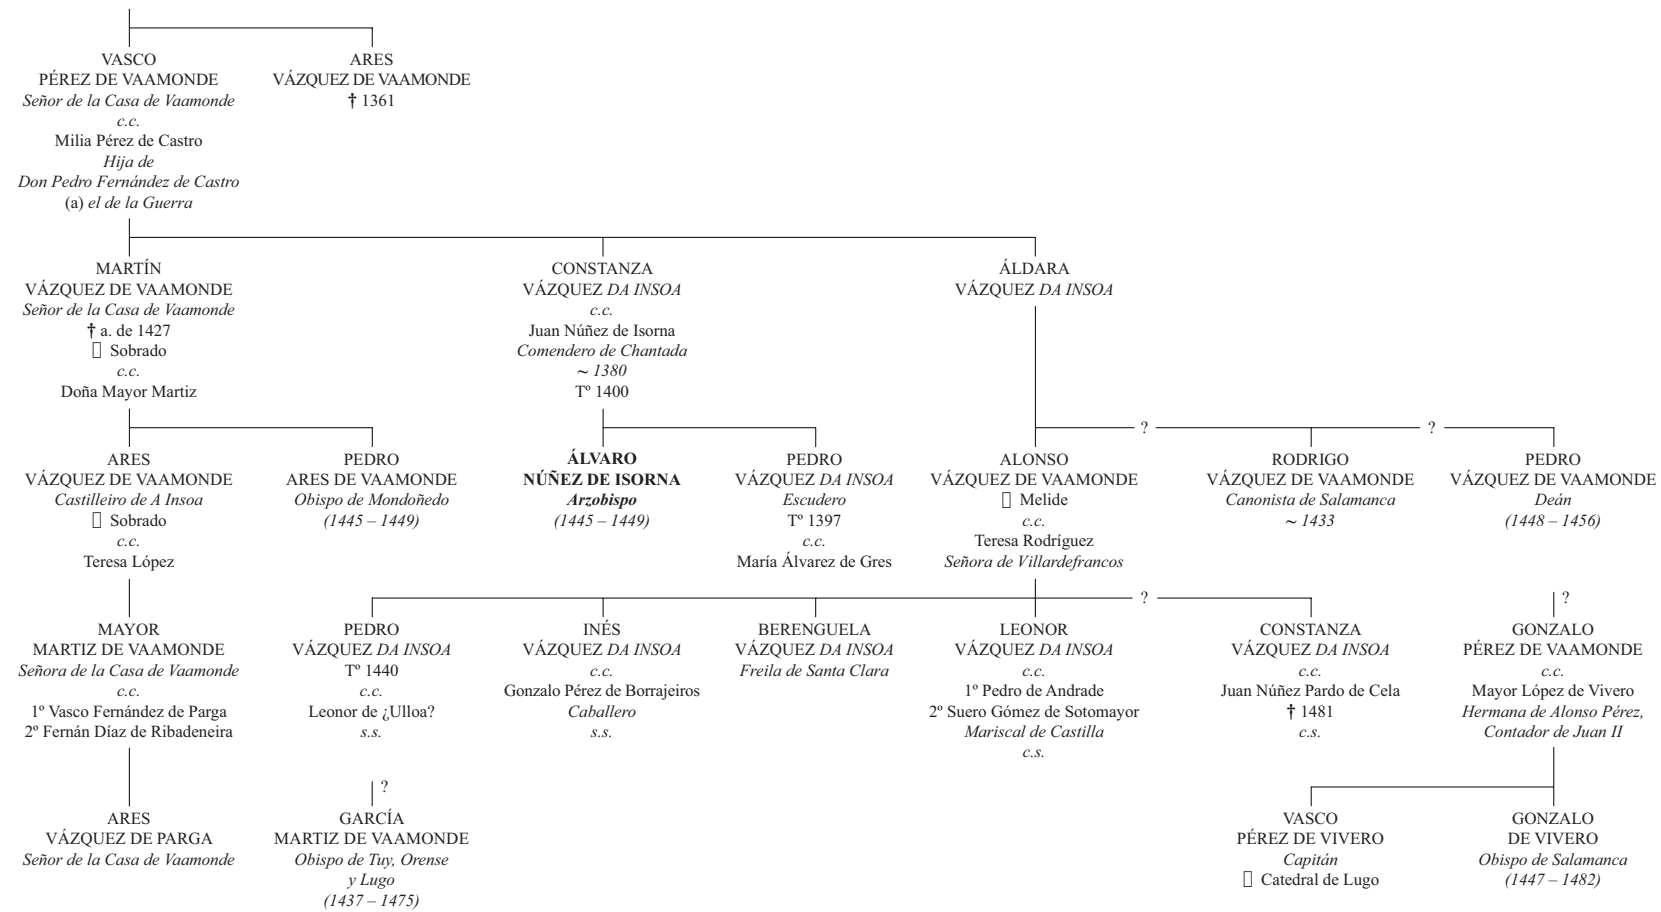 VASCO
PÉREZ DE VAAMONDE
Señor de la Casa de Vaamonde
c.c.
Milia Pérez de Castro
Hija de
Don Pedro Fernández de Castro
(a) el de la Guerra
ARES
VÁZQUEZ DE VAAMONDE
† 1361
MARTÍN
VÁZQUEZ DE VAAMONDE
Señor de la Casa de Vaamonde
† a. de 1427
▯ Sobrado
c.c.
Doña Mayor Martiz
CONSTANZA
VÁZQUEZ DA INSOA
c.c.
Juan Núñez de Isorna
Comendero de Chantada
~ 1380
Tº 1400
ÁLDARA
VÁZQUEZ DA INSOA
ARES
VÁZQUEZ DE VAAMONDE
Castilleiro de A Insoa
▯ Sobrado
c.c.
Teresa López
PEDRO
ARES DE VAAMONDE
Obispo de Mondoñedo
(1445 – 1449)
ÁLVARO
NÚÑEZ DE ISORNA
Arzobispo
(1445 – 1449)
PEDRO
VÁZQUEZ DA INSOA
Escudero
Tº 1397
c.c.
María Álvarez de Gres
ALONSO
VÁZQUEZ DE VAAMONDE
▯ Melide
c.c.
Teresa Rodríguez
Señora de Villardefrancos
?
RODRIGO
VÁZQUEZ DE VAAMONDE
Canonista de Salamanca
~ 1433
?
PEDRO
VÁZQUEZ DE VAAMONDE
Deán
(1448 – 1456)
MAYOR
MARTIZ DE VAAMONDE
Señora de la Casa de Vaamonde
c.c.
1º Vasco Fernández de Parga
2º Fernán Díaz de Ribadeneira
PEDRO
VÁZQUEZ DA INSOA
Tº 1440
c.c.
Leonor de ¿Ulloa?
s.s.
INÉS
VÁZQUEZ DA INSOA
c.c.
Gonzalo Pérez de Borrajeiros
Caballero
s.s.
BERENGUELA
VÁZQUEZ DA INSOA
Freila de Santa Clara
LEONOR
VÁZQUEZ DA INSOA
c.c.
1º Pedro de Andrade
2º Suero Gómez de Sotomayor
Mariscal de Castilla
c.s.
?
CONSTANZA
VÁZQUEZ DA INSOA
c.c.
Juan Núñez Pardo de Cela
† 1481
c.s.
?
GONZALO
PÉREZ DE VAAMONDE
c.c.
Mayor López de Vivero
Hermana de Alonso Pérez,
Contador de Juan II
ARES
VÁZQUEZ DE PARGA
Señor de la Casa de Vaamonde
?
GARCÍA
MARTIZ DE VAAMONDE
Obispo de Tuy, Orense
y Lugo
(1437 – 1475)
VASCO
PÉREZ DE VIVERO
Capitán
▯ Catedral de Lugo
GONZALO
DE VIVERO
Obispo de Salamanca
(1447 – 1482)